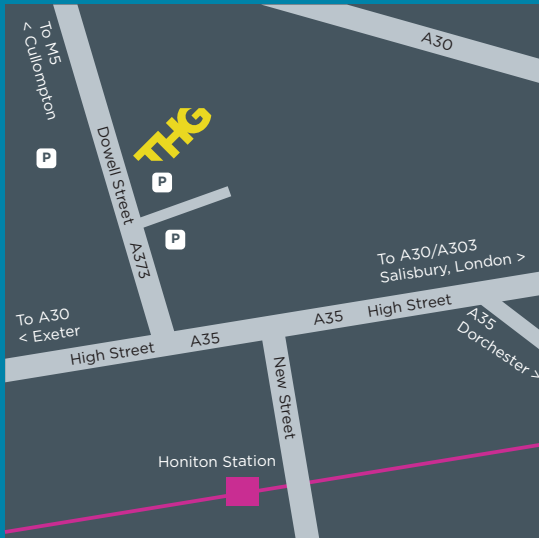 A30
To M5
< Cullompton
THG
P
Dowell Street
P
P
A373
To A30/A303
Salisbury, London >
To A30
< Exeter
High Street
A35
A35
High Street
A35
Dorchester >
New Street
Honiton Station